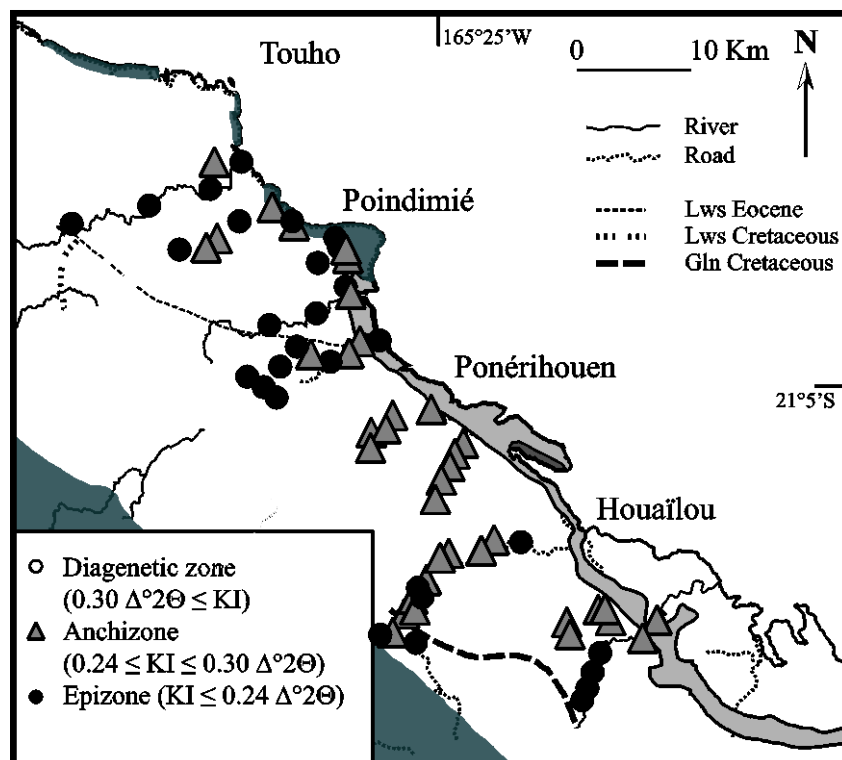 Touho
165°25'W
0 10 Km
N
River
Road
Poindimié
Lws Eocene
Lws Cretaceous
Gln Cretaceous
Ponérihouen
21°5'S
Houaïlou
Diagenetic zone
(0.30 Δ°2Θ ≤ KI)
Anchizone
(0.24 ≤ KI ≤ 0.30 Δ°2Θ)
Epizone (KI ≤ 0.24 Δ°2Θ)